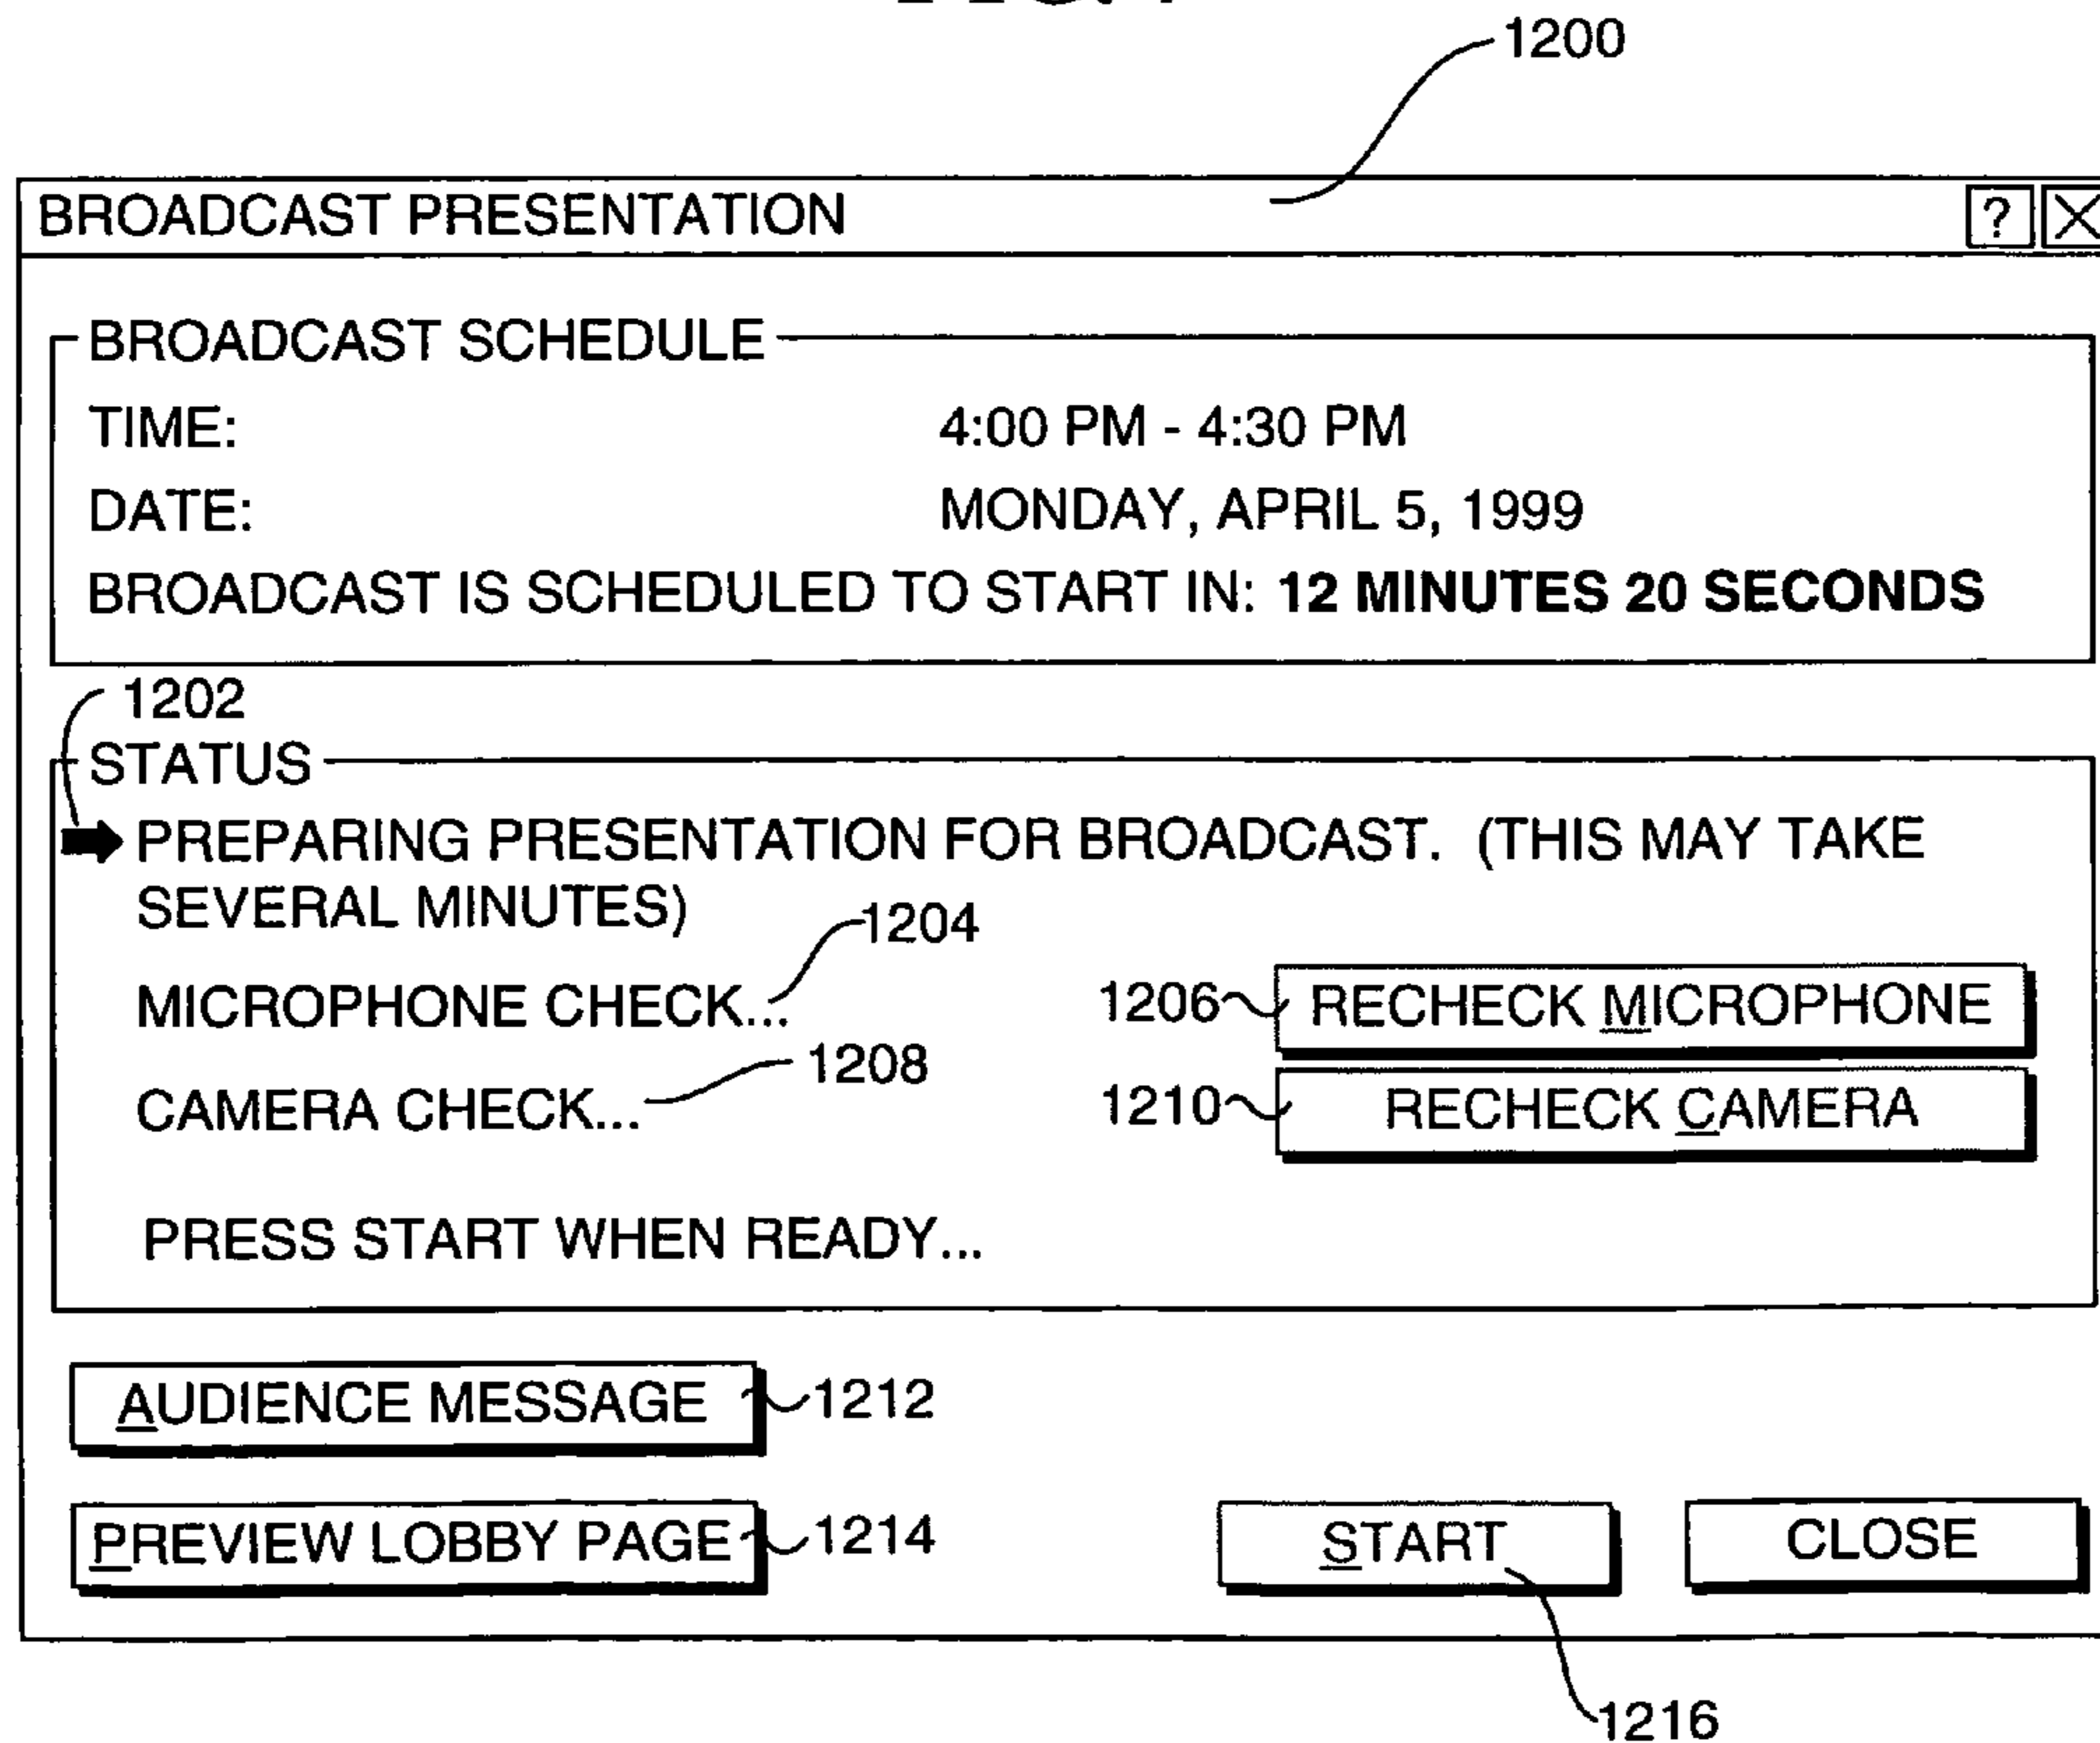 1200
BROADCAST PRESENTATION ? X
BROADCAST SCHEDULE
TIME: 4:00 PM - 4:30 PM
DATE: MONDAY, APRIL 5, 1999
BROADCAST IS SCHEDULED TO START IN: 12 MINUTES 20 SECONDS
1202
STATUS
PREPARING PRESENTATION FOR BROADCAST. (THIS MAY TAKE
SEVERAL MINUTES)
1204
MICROPHONE CHECK... 1206 RECHECK MICROPHONE
1208
CAMERA CHECK... 1210 RECHECK CAMERA
PRESS START WHEN READY...
AUDIENCE MESSAGE 1212
PREVIEW LOBBY PAGE 1214 START CLOSE
1216